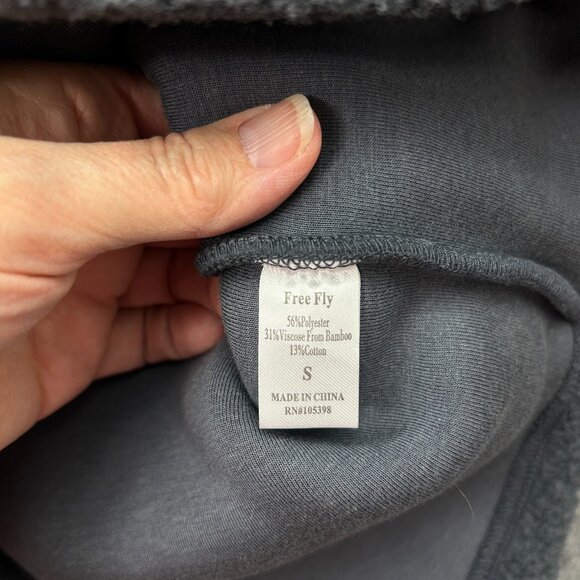 Free Fly
56%Polyester
31%Viscose From Bamboo
13%Cotton
S
MADE IN CHINA
RN#105398